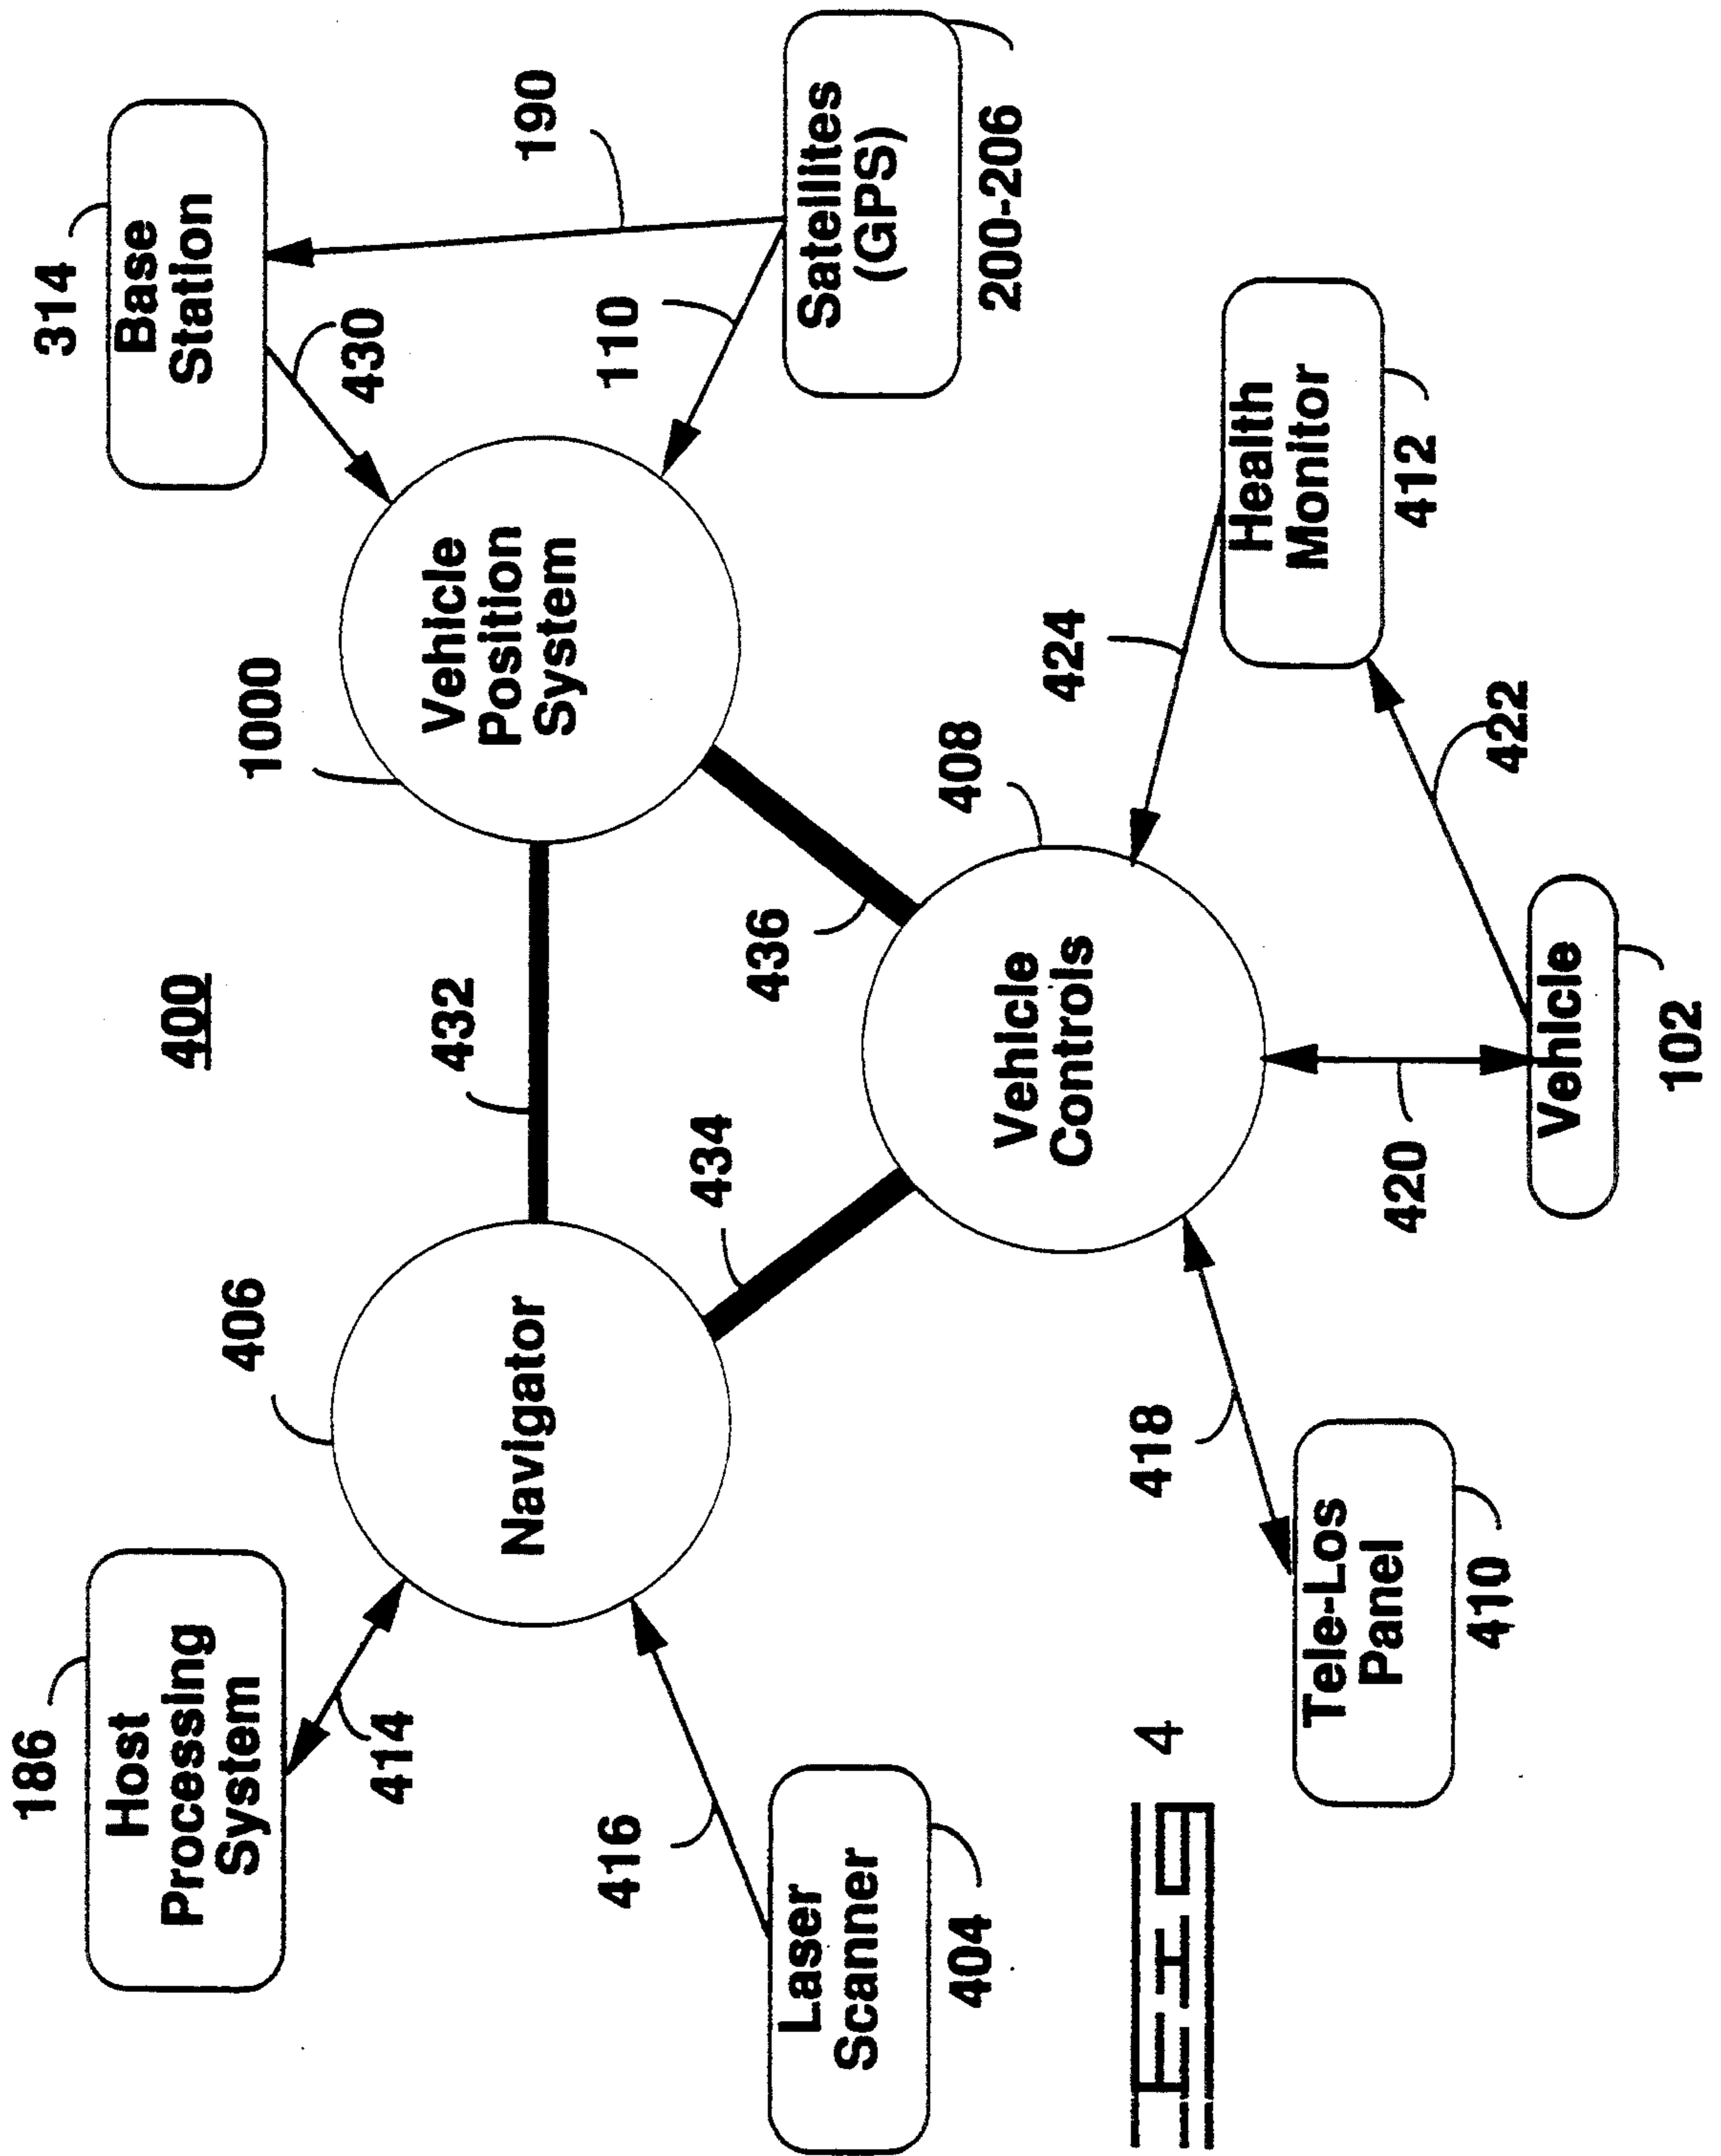 400
186
Host
Processing
System
414
406
Navigator
432
1000
Vehicle
Position
System
314
Base
Station
430
190
110
Satellites
(GPS)
200-206
416
Laser
Scanner
404
434
436
408
Vehicle
Controls
424
Health
Monitor
412
422
418
Tele-Los
Panel
410
420
Vehicle
102
FIG 4